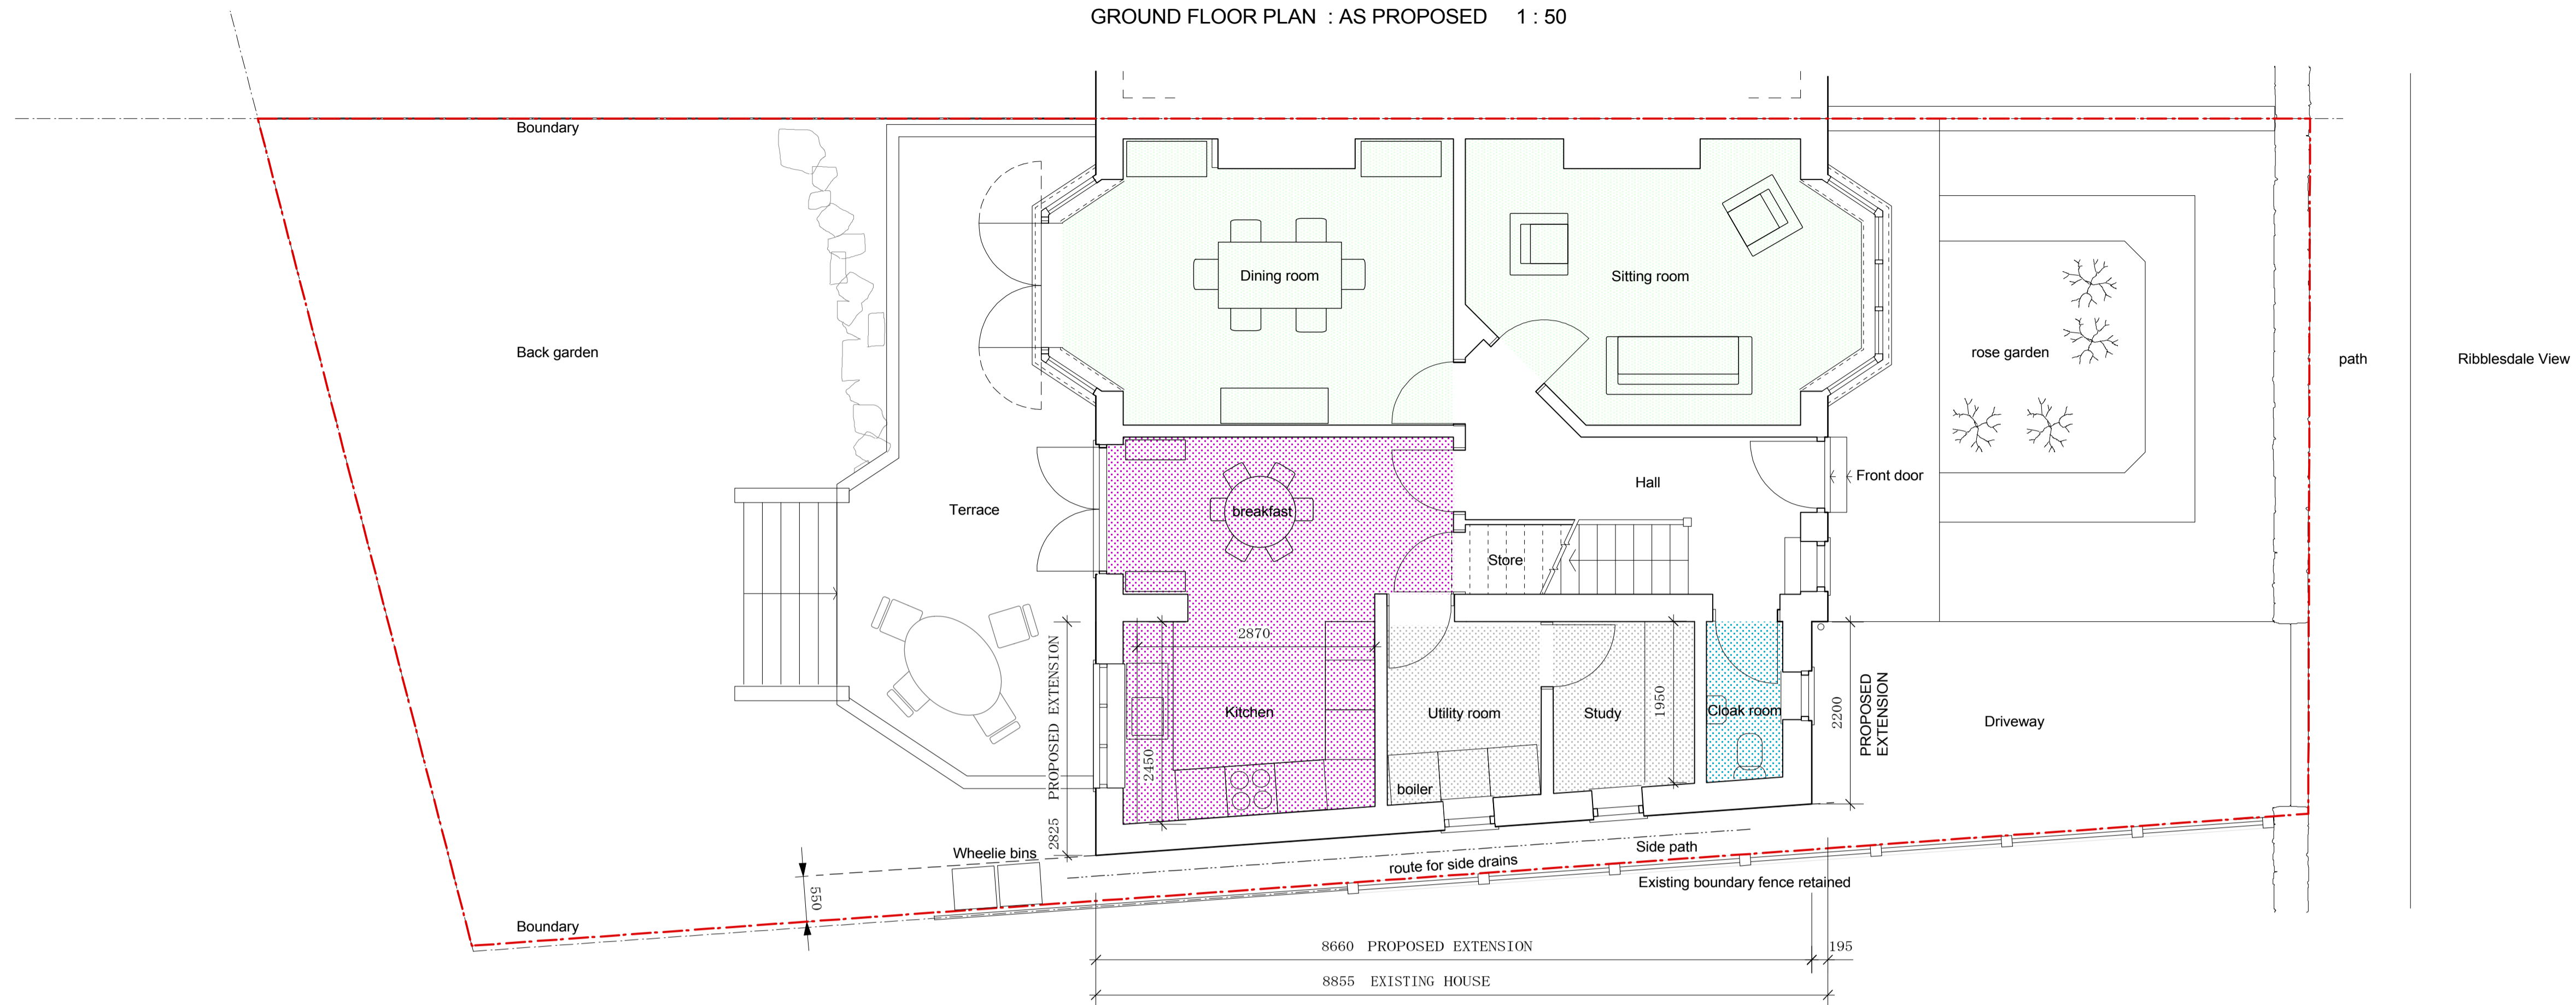 GROUND FLOOR PLAN : AS PROPOSED 1 : 50
Boundary
Dining room
Sitting room
Back garden
rose garden
path
Ribblesdale View
Terrace
breakfast
Hall
Front door
Store
2870
Kitchen
2450
2825 PROPOSED EXTENSION
Utility room
boiler
Study
1950
Cloak room
2200
PROPOSED
EXTENSION
Driveway
Wheelie bins
550
Side path
route for side drains
Existing boundary fence retained
Boundary
8660 PROPOSED EXTENSION
195
8855 EXISTING HOUSE